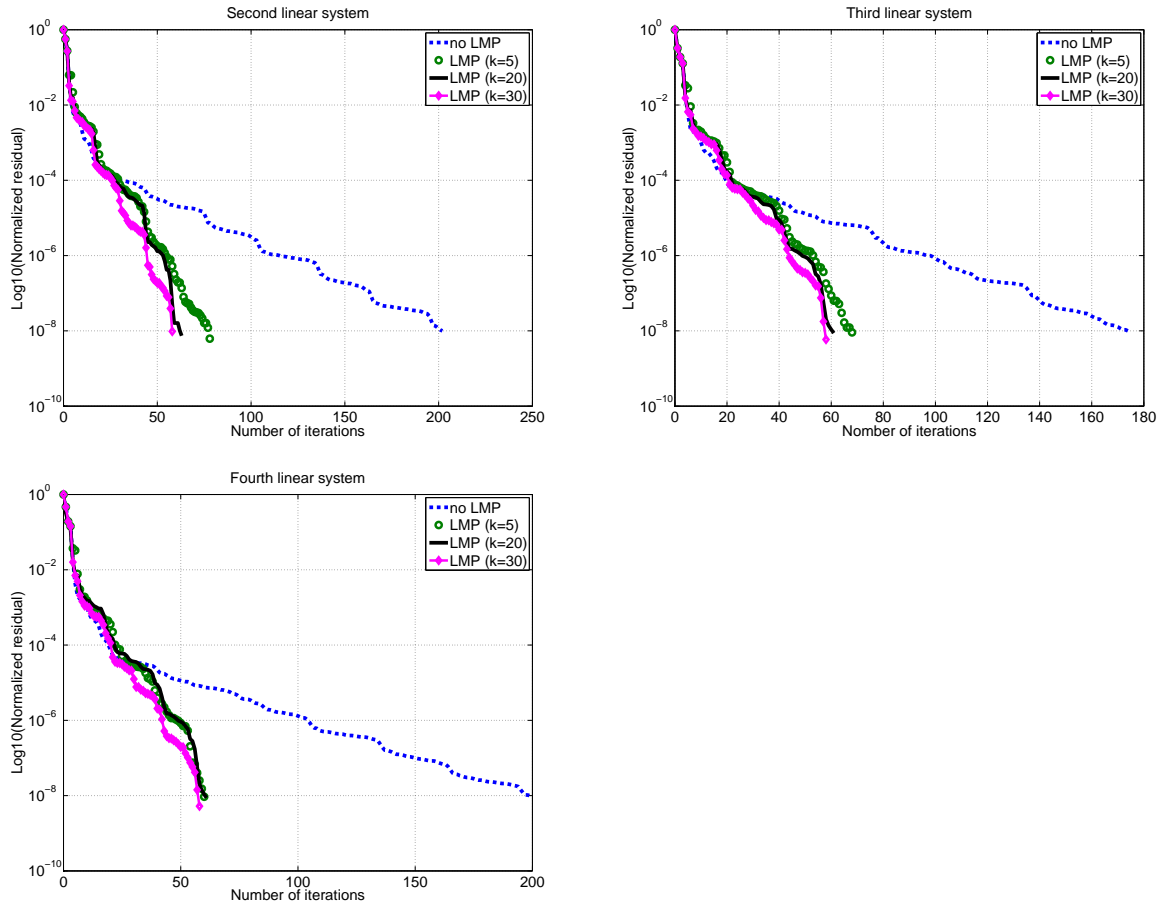 Second linear system
Log10(Normalized residual)
10^0
10^−2
10^−4
10^−6
10^−8
10^−10
0 50 100 150 200 250
Number of iterations
no LMP
LMP (k=5)
LMP (k=20)
LMP (k=30)
Third linear system
Log10(Normalized residual)
10^0
10^−2
10^−4
10^−6
10^−8
10^−10
0 20 40 60 80 100 120 140 160 180
Nomber of iterations
no LMP
LMP (k=5)
LMP (k=20)
LMP (k=30)
Fourth linear system
Log10(Normalized residual)
10^0
10^−2
10^−4
10^−6
10^−8
10^−10
0 50 100 150 200
Number of iterations
no LMP
LMP (k=5)
LMP (k=20)
LMP (k=30)